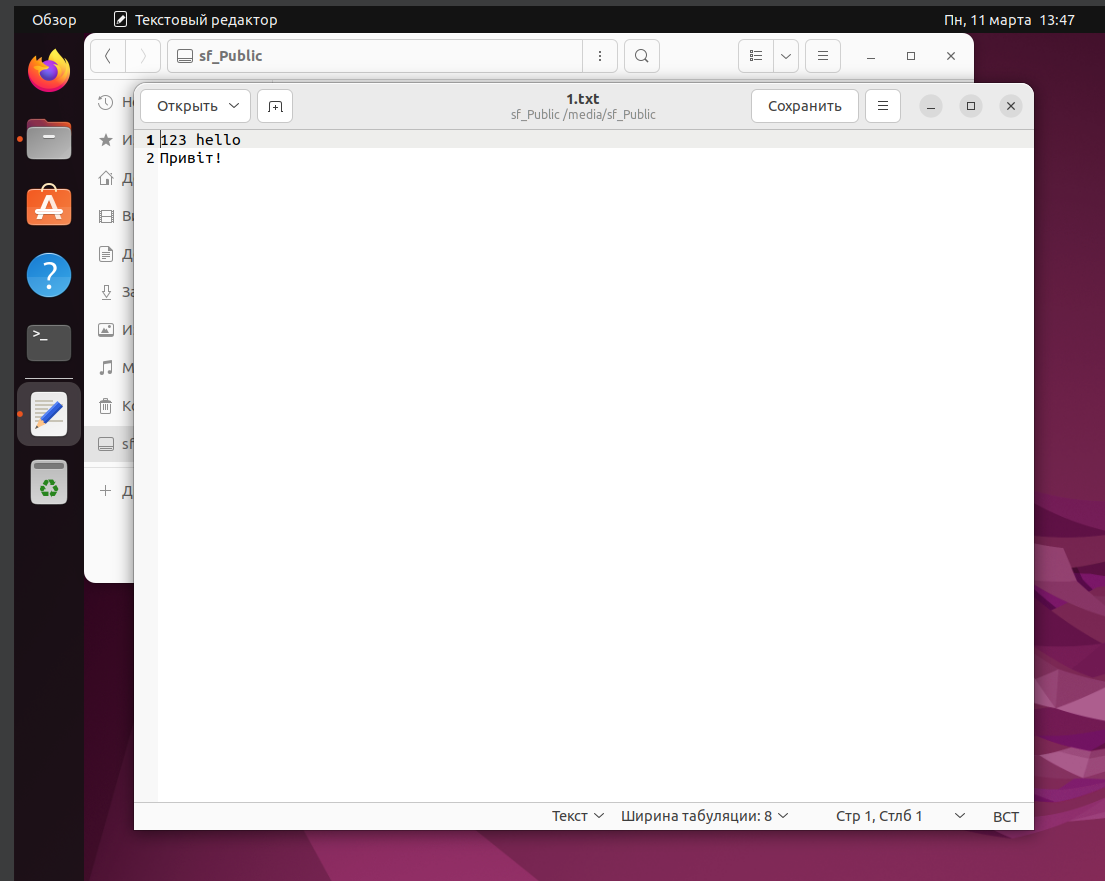 Обзор Текстовый редактор Пн, 11 марта 13:47
sf_Public
Открыть 1.txt Сохранить
sf_Public /media/sf_Public
1 123 hello
2 Привіт!
sf
Текст Ширина табуляции: 8 Стр 1, Стлб 1 ВСТ